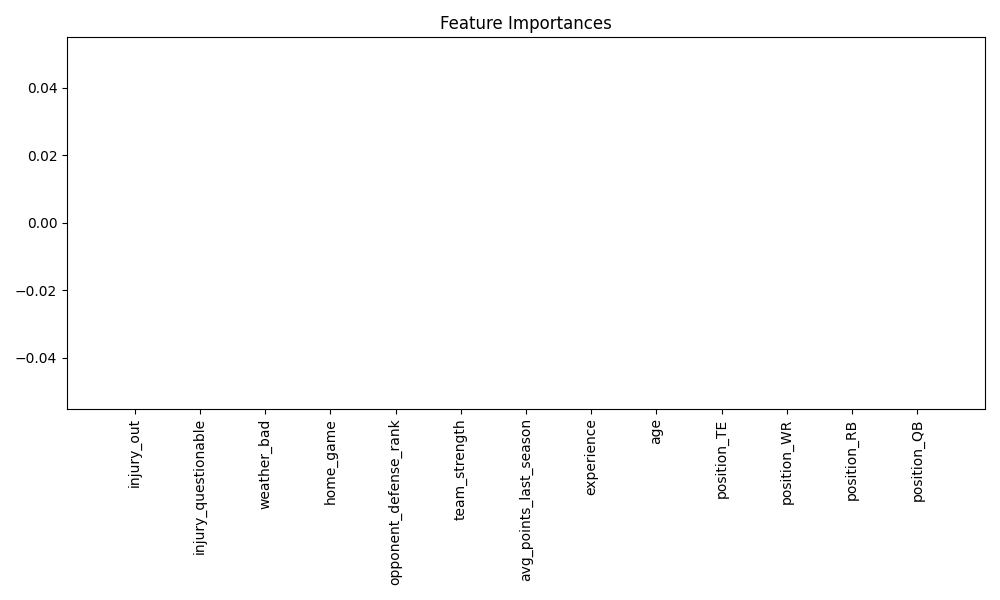 Feature Importances
0.04
0.02
0.00
−0.02
−0.04
injury_out
injury_questionable
weather_bad
home_game
opponent_defense_rank
team_strength
avg_points_last_season
experience
age
position_TE
position_WR
position_RB
position_QB